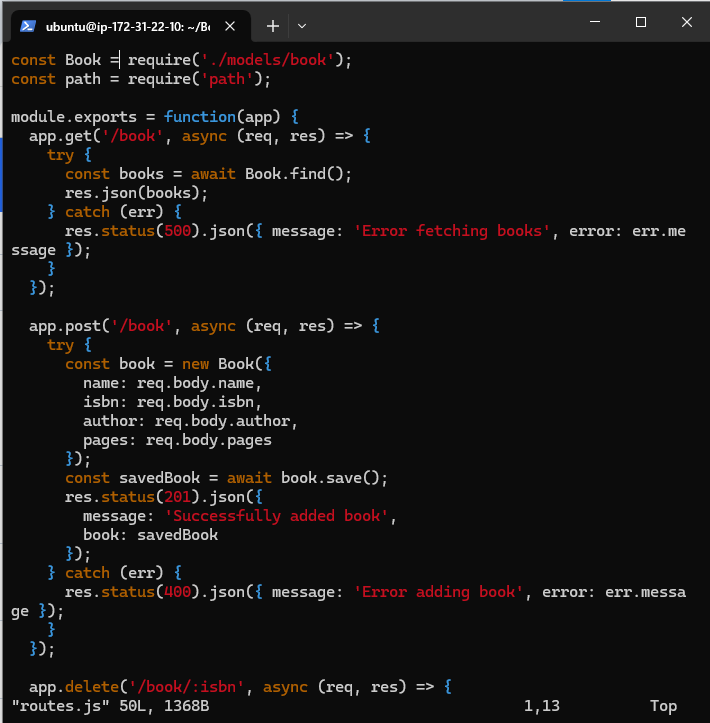 ubuntu@ip-172-31-22-10: ~/Bo
const Book = require('./models/book');
const path = require('path');

module.exports = function(app) {
  app.get('/book', async (req, res) => {
    try {
      const books = await Book.find();
      res.json(books);
    } catch (err) {
      res.status(500).json({ message: 'Error fetching books', error: err.me
ssage });
    }
  });

  app.post('/book', async (req, res) => {
    try {
      const book = new Book({
        name: req.body.name,
        isbn: req.body.isbn,
        author: req.body.author,
        pages: req.body.pages
      });
      const savedBook = await book.save();
      res.status(201).json({
        message: 'Successfully added book',
        book: savedBook
      });
    } catch (err) {
      res.status(400).json({ message: 'Error adding book', error: err.messa
ge });
    }
  });

  app.delete('/book/:isbn', async (req, res) => {
"routes.js" 50L, 1368B                                   1,13          Top